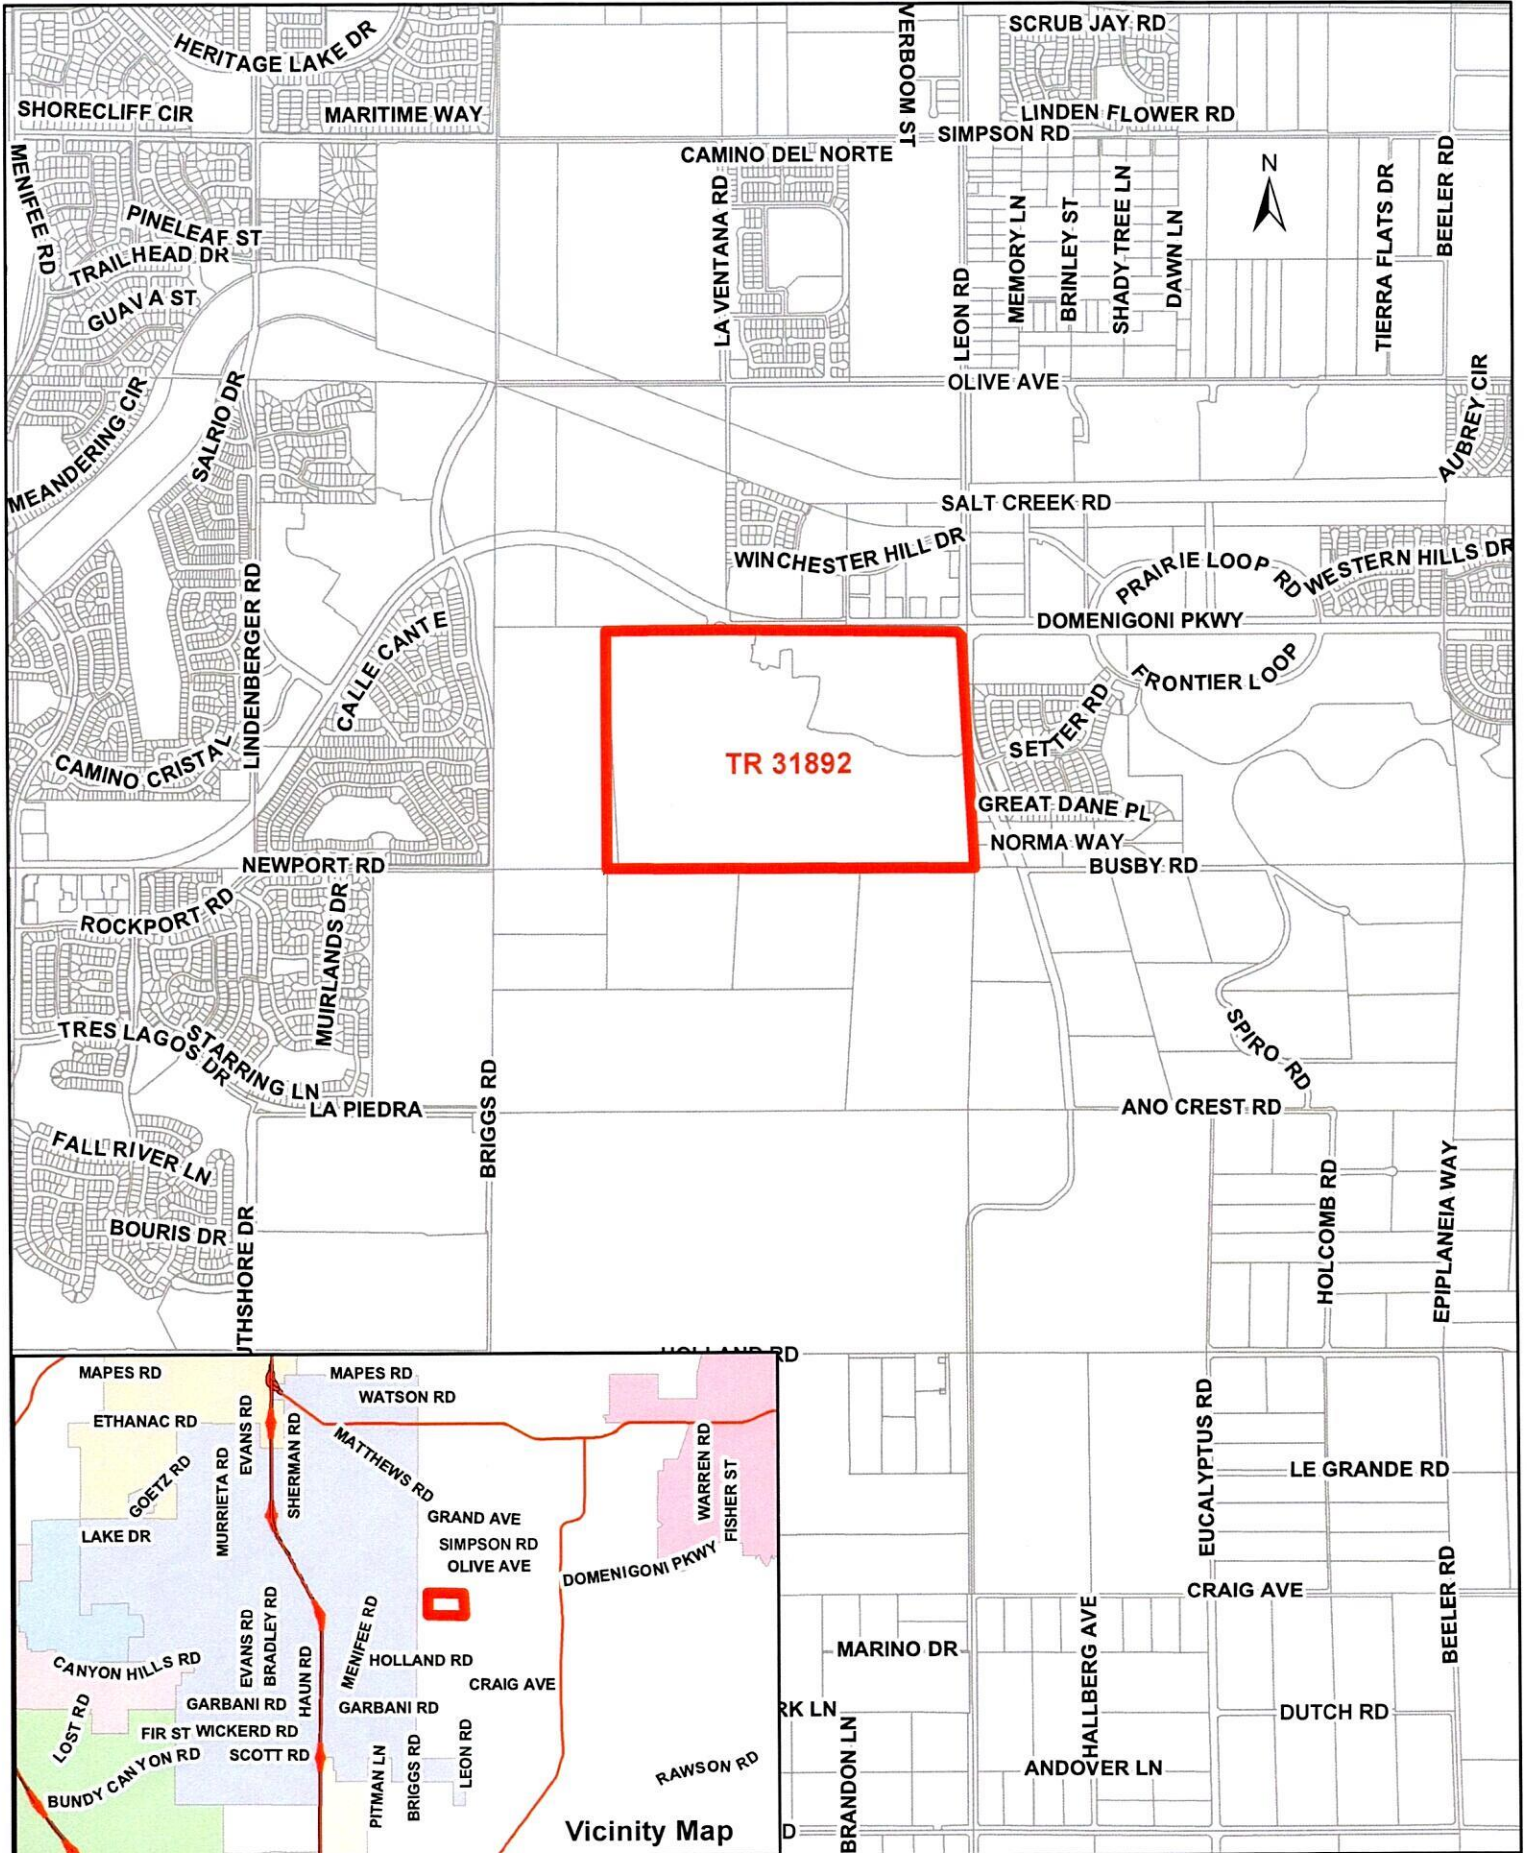 VERBOOM ST
SCRUB JAY RD
HERITAGE LAKE DR
SHORECLIFF CIR
MARITIME WAY
LINDEN FLOWER RD
SIMPSON RD
CAMINO DEL NORTE
MENIFEE RD
N
LA VENTANA RD
MEMORY LN
BRINLEY ST
SHADY TREE LN
DAWN LN
TIERRA FLATS DR
BEELER RD
PINELEAF ST
TRAILHEAD DR
GUAVA ST
LEON RD
OLIVE AVE
AUBREY CIR
MEANDERING CIR
SALRIO DR
SALT CREEK RD
WINCHESTER HILL DR
PRAIRIE LOOP RD
WESTERN HILLS DR
LINDENBERGER RD
CALLE CANTE
DOMENIGONI PKWY
FRONTIER LOOP
SETTER RD
CAMINO CRISTAL
TR 31892
GREAT DANE PL
NORMA WAY
NEWPORT RD
BUSBY RD
ROCKPORT RD
MUIRLANDS DR
TRES LAGOS DR
STARRING LN
SPIRO RD
LA PIEDRA
BRIGGS RD
ANO CREST RD
FALL RIVER LN
BOURIS DR
UTHSHORE DR
HOLCOMB RD
EPIPLANEIA WAY
HOLLAND RD
EUCALYPTUS RD
LE GRANDE RD
CRAIG AVE
BEELER RD
MARINO DR
HALLBERG AVE
RK LN
DUTCH RD
BRANDON LN
ANDOVER LN
D
MAPES RD
MAPES RD
WATSON RD
ETHANAC RD
EVANS RD
SHERMAN RD
MATTHEWS RD
WARREN RD
FISHER ST
GOETZ RD
MURRIETA RD
GRAND AVE
LAKE DR
SIMPSON RD
OLIVE AVE
DOMENIGONI PKWY
EVANS RD
BRADLEY RD
HAUN RD
MENIFEE RD
CANYON HILLS RD
HOLLAND RD
CRAIG AVE
LOST RD
GARBANI RD
GARBANI RD
FIR ST
WICKERD RD
BUNDY CANYON RD
SCOTT RD
PITMAN LN
BRIGGS RD
LEON RD
RAWSON RD
Vicinity Map